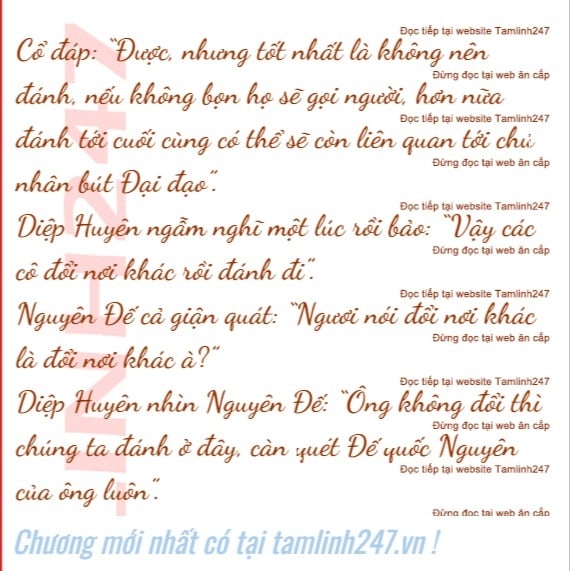 Đọc tiếp tại website Tamlinh247
Cổ đáp: “Được, nhưng tốt nhất là không nên
Đừng đọc tại web ăn cắp
đánh, nếu không bọn họ sẽ gọi người, hơn nữa
Đọc tiếp tại website Tamlinh247
đánh tới cuối cùng có thể sẽ còn liên quan tới chủ
Đừng đọc tại web ăn cắp
nhân bút Đại đạo”.
Đọc tiếp tại website Tamlinh247
Diệp Huyên ngẫm nghĩ một lúc rồi bảo: “Vậy các
Đừng đọc tại web ăn cắp
cô đổi nơi khác rồi đánh đi”.
Đọc tiếp tại website Tamlinh247
Nguyên Đế cả giận quát: “Ngươi nói đổi nơi khác
Đừng đọc tại web ăn cắp
là đổi nơi khác à?”
Đọc tiếp tại website Tamlinh247
Diệp Huyên nhìn Nguyên Đế: “Ông không đổi thì
Đừng đọc tại web ăn cắp
chúng ta đánh ở đây, càn quét Đế quốc Nguyên
Đọc tiếp tại website Tamlinh247
của ông luôn”.
Đừng đọc tại web ăn cắp
Chương mới nhất có tại tamlinh247.vn !
INH247